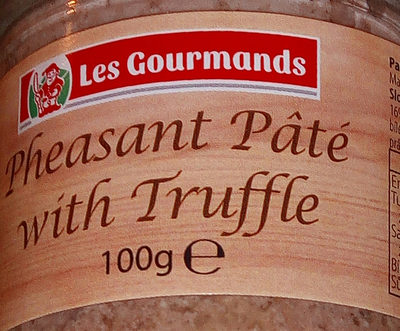 Les Gourmands
Pheasant Pâté
with Truffle
100g ℮